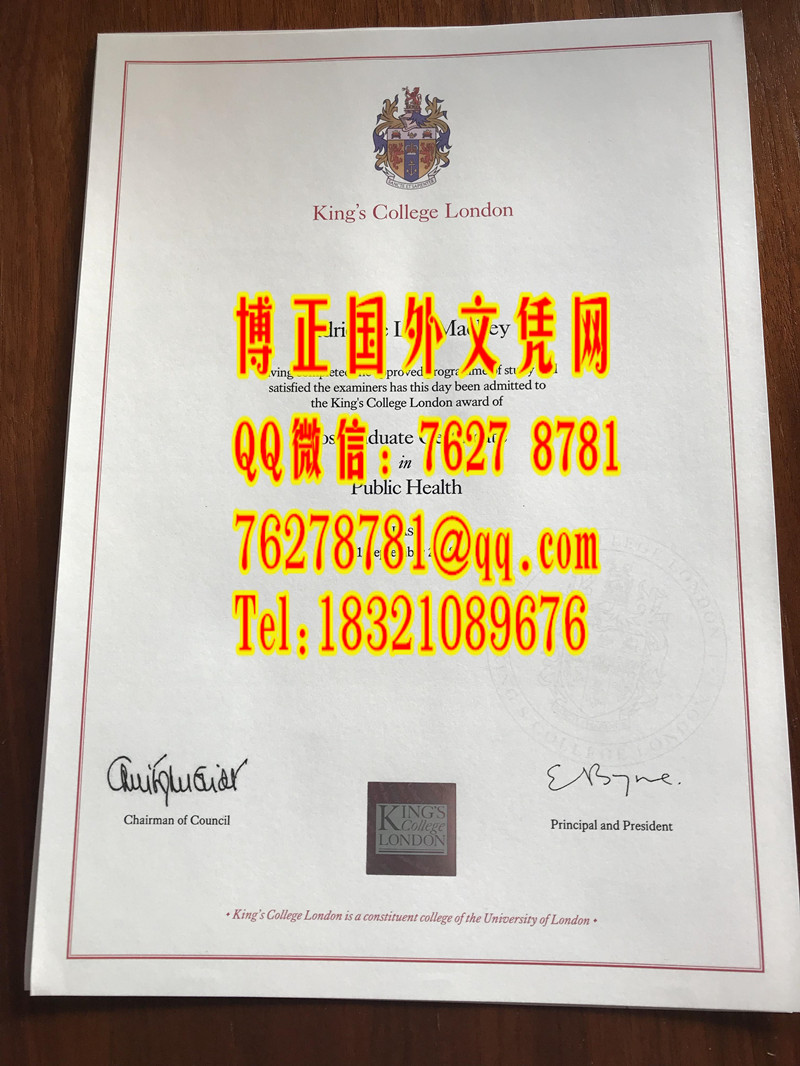 King's College London
博正国外文凭网
Mackey
satisfied the examiners has this day been admitted to
the King's College London award of
QQ微信:7627 8781
in
Public Health
76278781@qq.com
Tel:18321089676
Chairman of Council
Principal and President
KING'S
College
LONDON
• King's College London is a constituent college of the University of London •